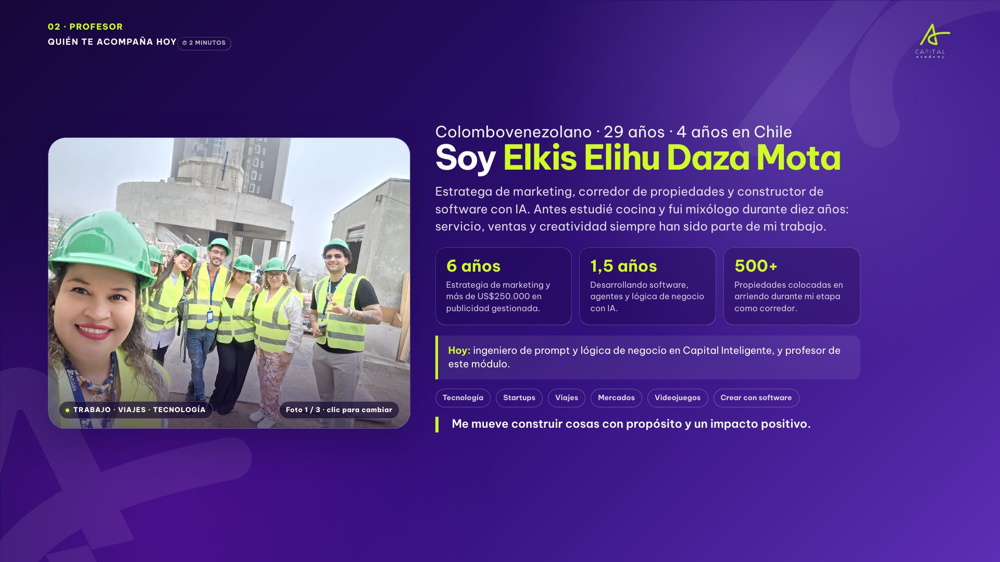 02 · PROFESOR
QUIÉN TE ACOMPAÑA HOY
⏱ 2 MINUTOS
CAPITAL
academy
Colombovenezolano · 29 años · 4 años en Chile
Soy Elkis Elihu Daza Mota
Estratega de marketing, corredor de propiedades y constructor de
software con IA. Antes estudié cocina y fui mixólogo durante diez años:
servicio, ventas y creatividad siempre han sido parte de mi trabajo.
6 años
Estrategia de marketing y
más de US$250.000 en
publicidad gestionada.
1,5 años
Desarrollando software,
agentes y lógica de negocio
con IA.
500+
Propiedades colocadas en
arriendo durante mi etapa
como corredor.
Hoy: ingeniero de prompt y lógica de negocio en Capital Inteligente, y profesor de
este módulo.
Tecnología
Startups
Viajes
Mercados
Videojuegos
Crear con software
Me mueve construir cosas con propósito y un impacto positivo.
TRABAJO · VIAJES · TECNOLOGÍA
Foto 1 / 3 · clic para cambiar